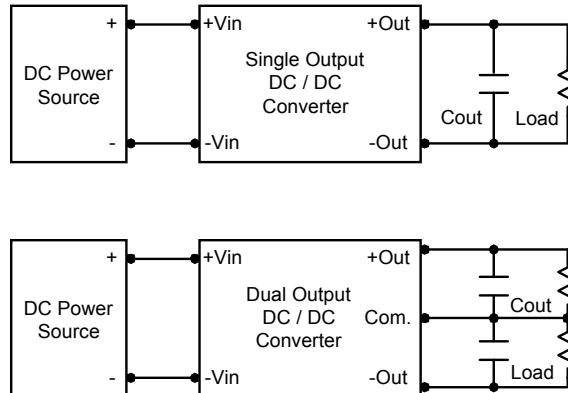 + +Vin +Out
DC Power
Source
Single Output
DC / DC
Converter
Cout Load
- -Vin -Out
+ +Vin +Out
DC Power
Source
Dual Output
DC / DC
Converter
Com.
Cout
Load
- -Vin -Out